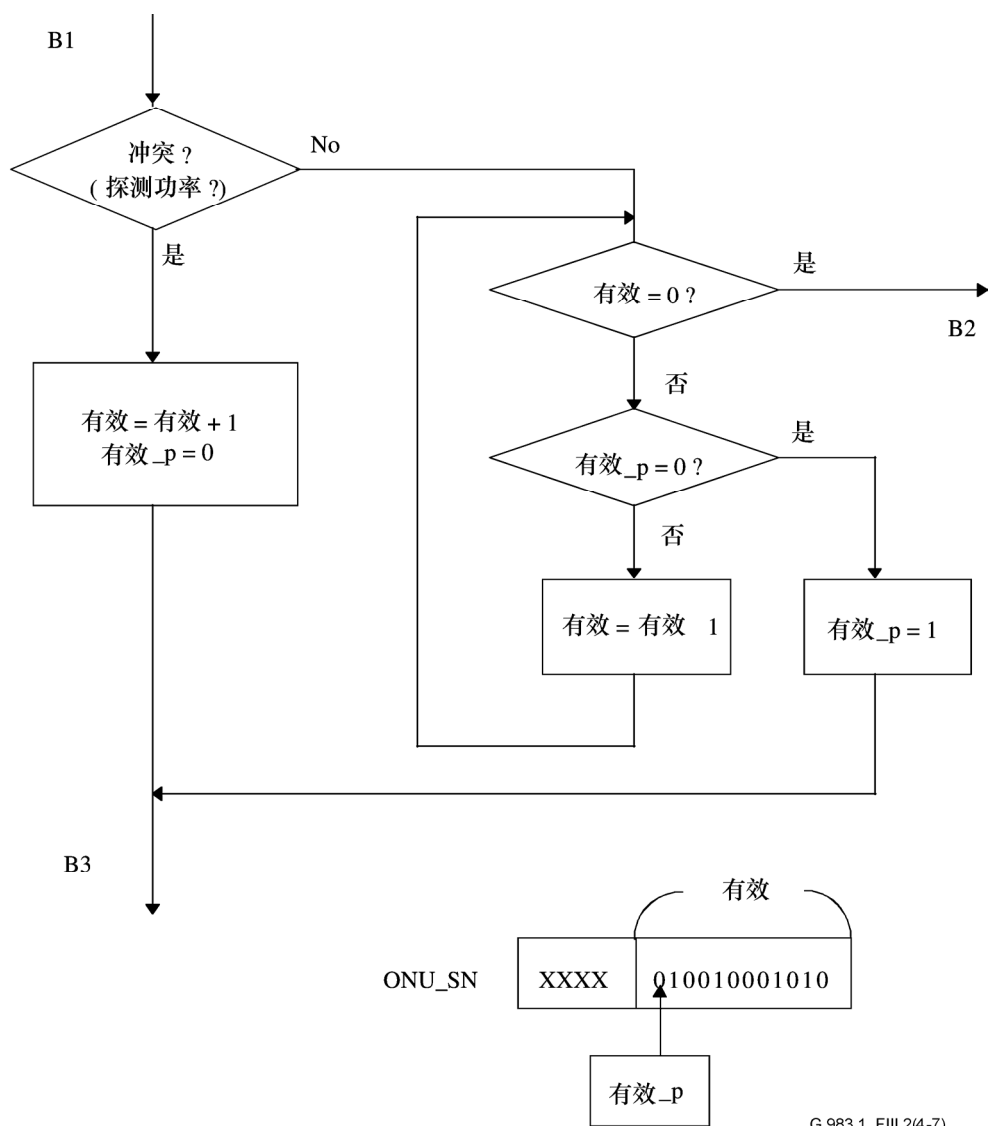 B1
冲突?
(探测功率?)
No
是
有效=0?
是
B2
否
有效=有效+1
有效_p=0
有效_p=0?
是
否
有效=有效 1
有效_p=1
B3
有效
ONU_SN XXXX 010010001010
有效_p
G.983.1_FIII.2(4-7)